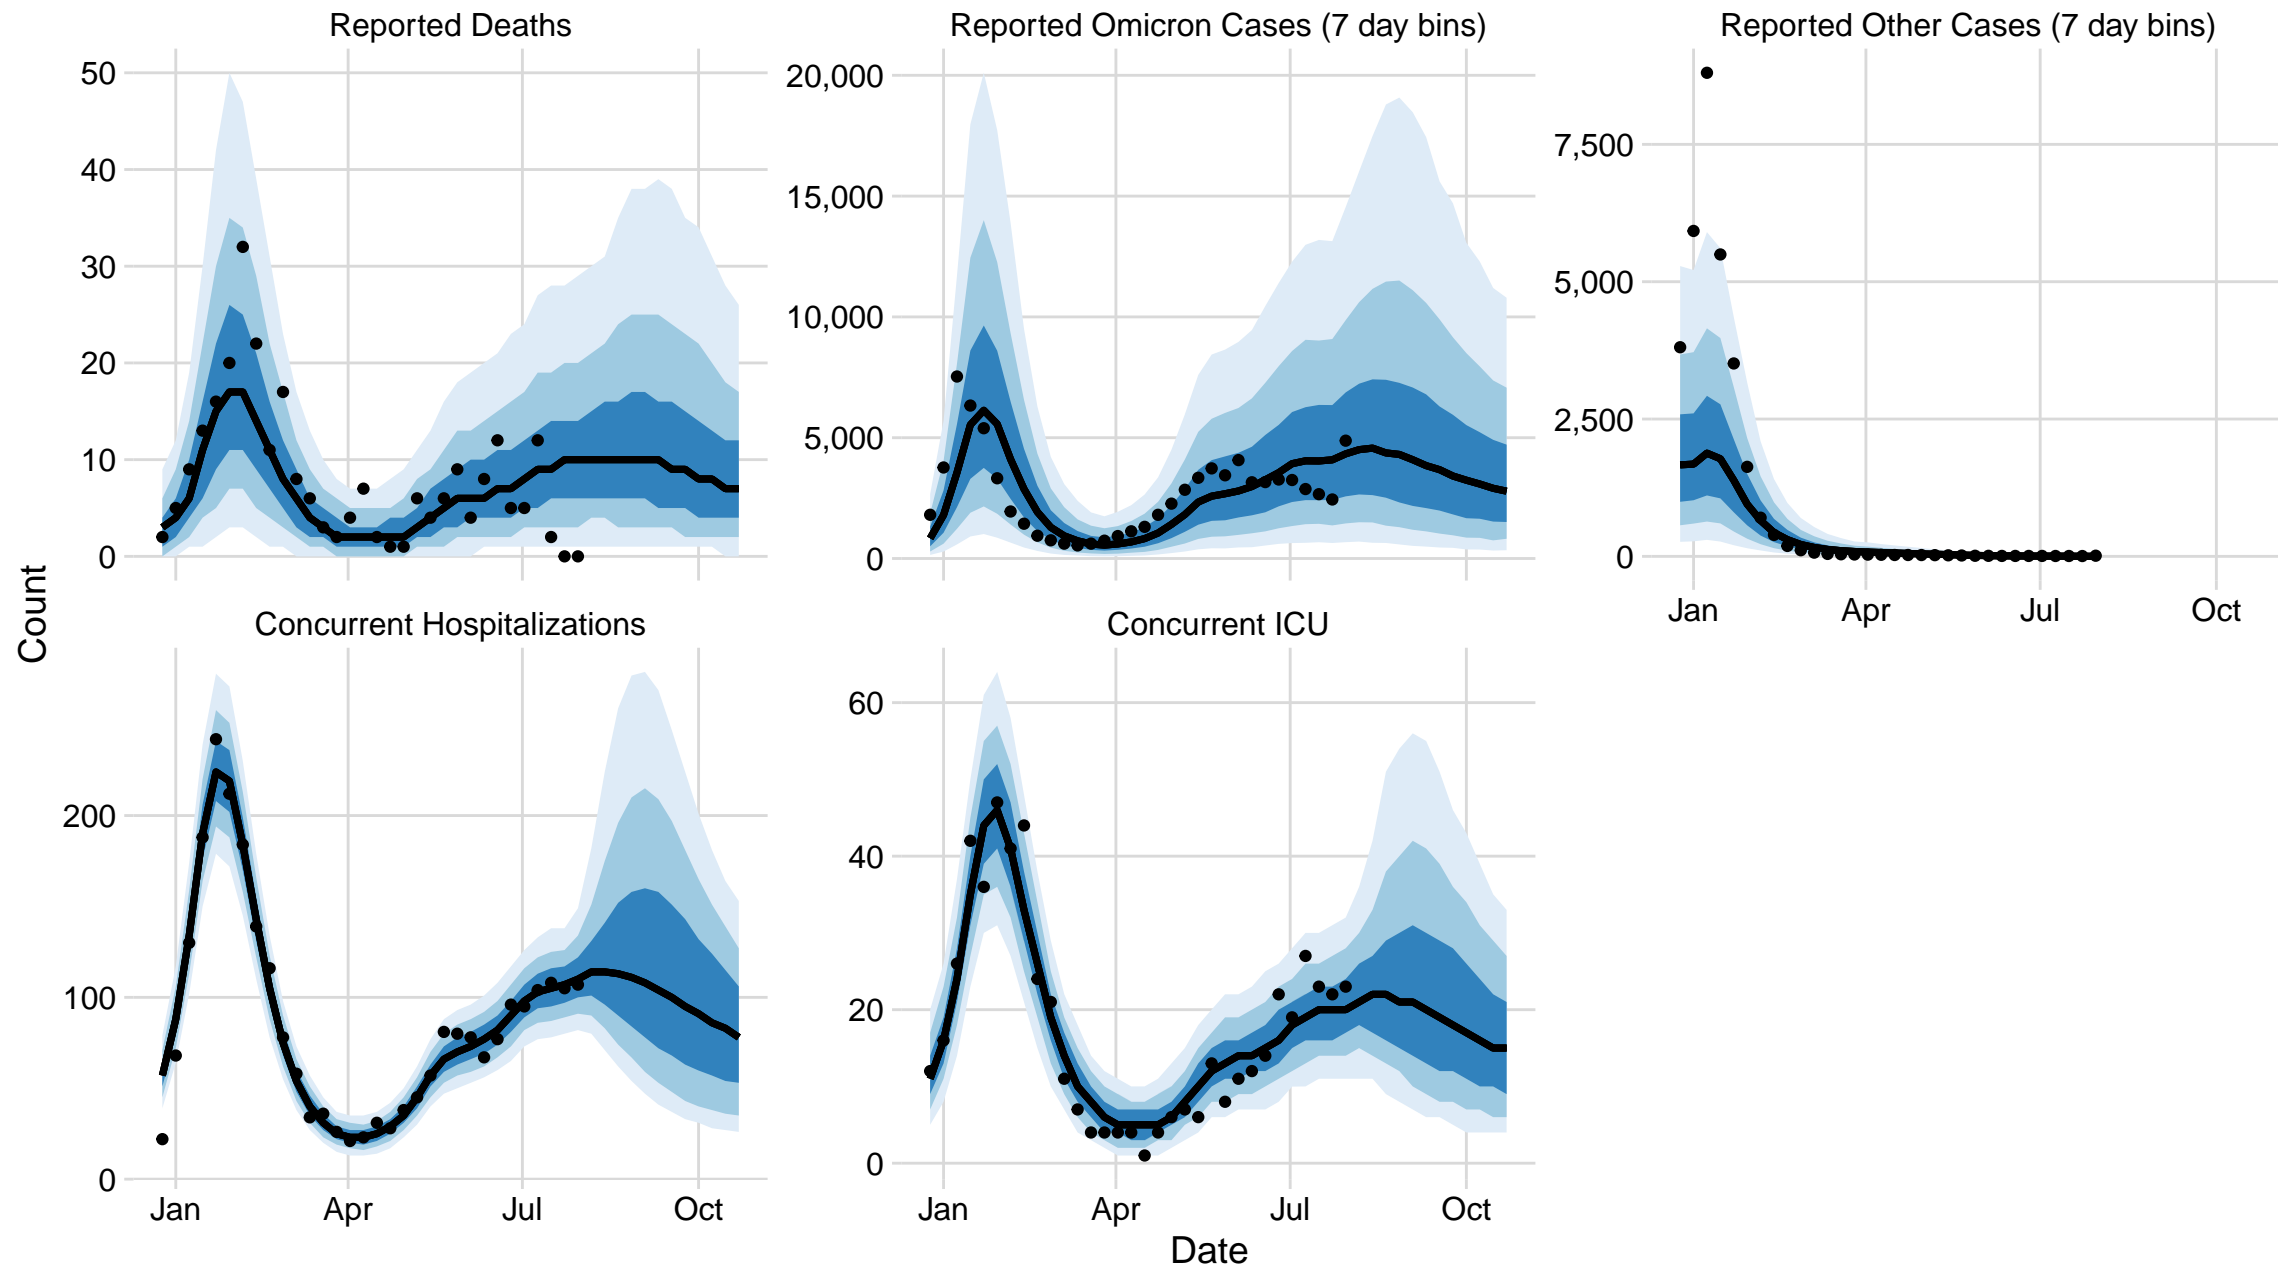 Reported Deaths
Reported Omicron Cases (7 day bins)
Reported Other Cases (7 day bins)
50
40
30
20
10
0
20,000
15,000
10,000
5,000
0
7,500
5,000
2,500
0
Jan Apr Jul Oct
Count
Concurrent Hospitalizations
Concurrent ICU
200
100
0
60
40
20
0
Jan Apr Jul Oct
Jan Apr Jul Oct
Date